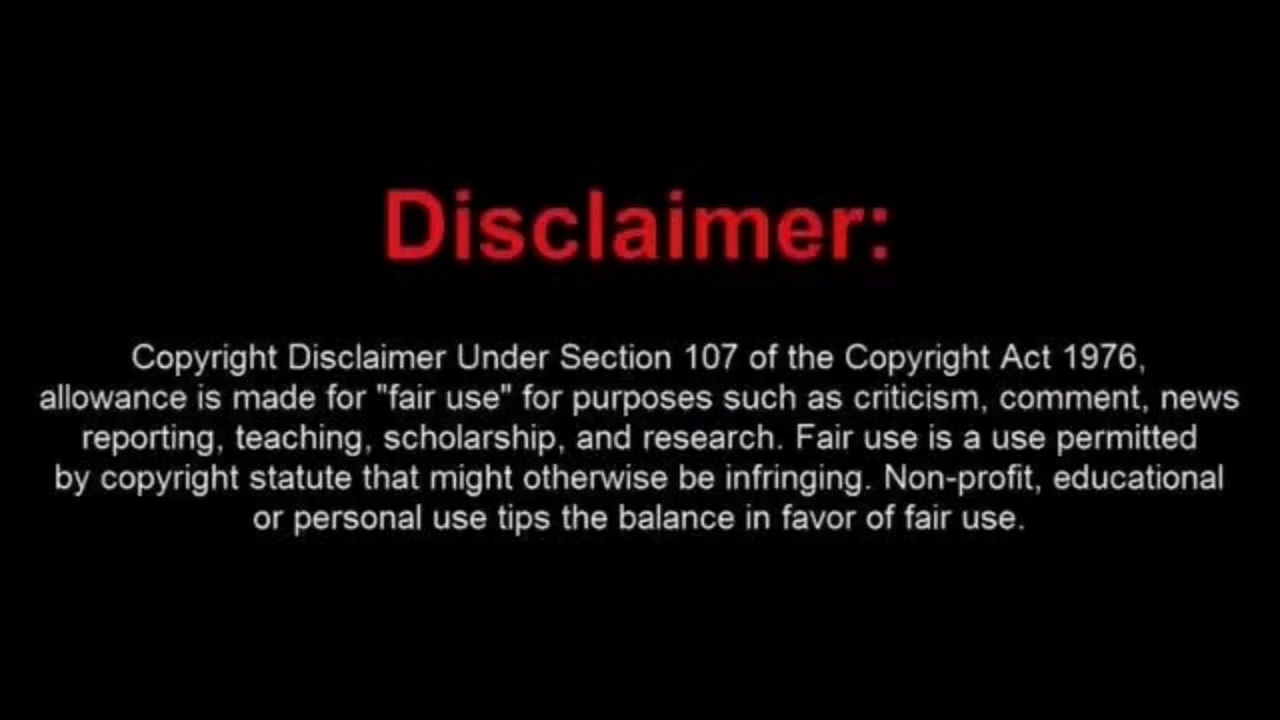 Disclaimer:
Copyright Disclaimer Under Section 107 of the Copyright Act 1976,
allowance is made for "fair use" for purposes such as criticism, comment, news
reporting, teaching, scholarship, and research. Fair use is a use permitted
by copyright statute that might otherwise be infringing. Non-profit, educational
or personal use tips the balance in favor of fair use.